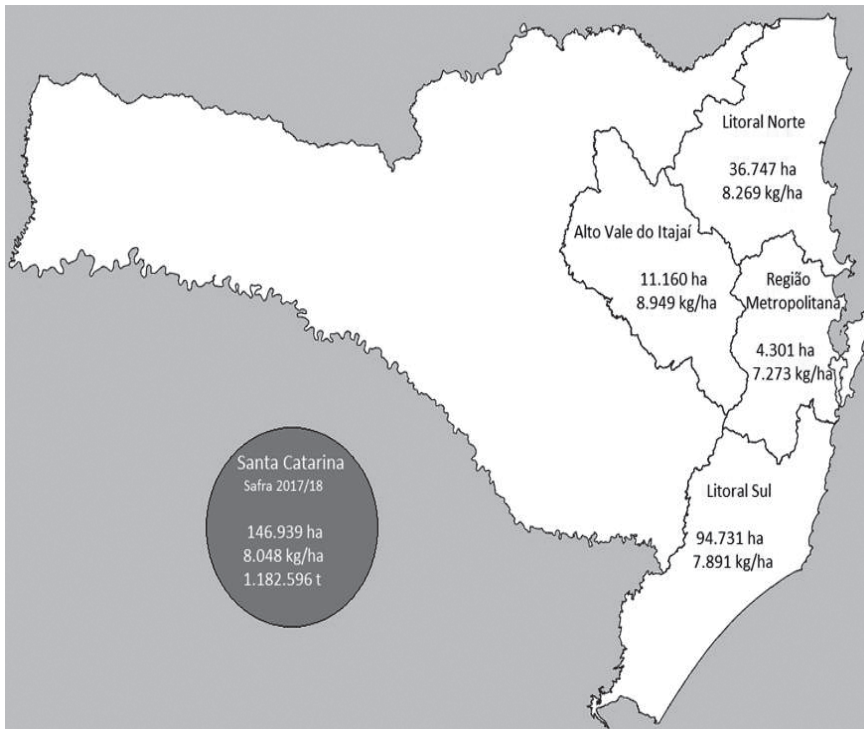 Litoral Norte
36.747 ha
8.269 kg/ha
Alto Vale do Itajaí
11.160 ha
8.949 kg/ha
Região
Metropolitana
4.301 ha
7.273 kg/ha
Litoral Sul
94.731 ha
7.891 kg/ha
Santa Catarina
Safra 2017/18
146.939 ha
8.048 kg/ha
1.182.596 t